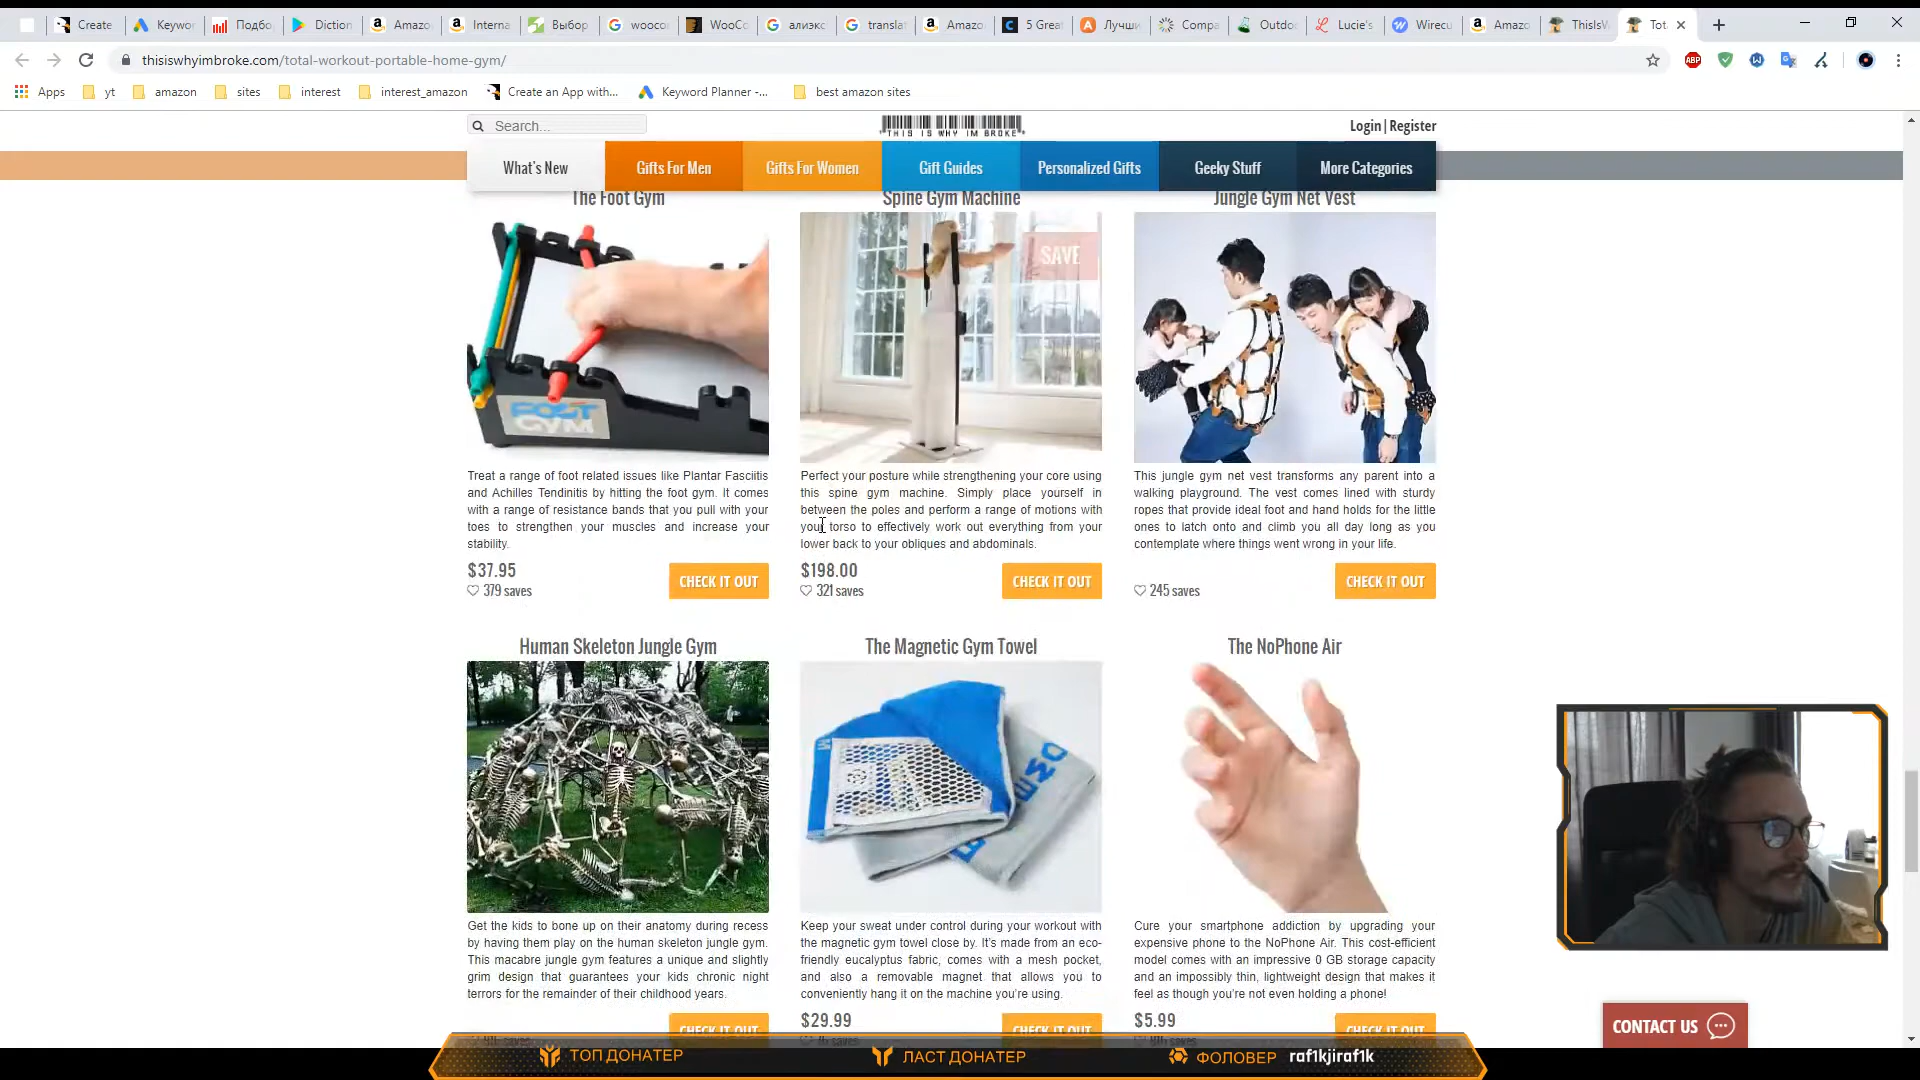 Create
Keywor
Подбо
Diction
Amazo
Interna
Выбор
wooco
WooCo
алиэкс
translat
Amazo
5 Grea
Лучши
Compa
Outdo
Lucie's
Wirecu
Amazo
ThisIsW
Tot
thisiswhyimbroke.com/total-workout-portable-home-gym/
ABP
Apps
yt
amazon
sites
interest
interest_amazon
Create an App with...
Keyword Planner -...
best amazon sites
Search...
THIS IS WHY IM BROKE
Login | Register
What's New
Gifts For Men
Gifts For Women
Gift Guides
Personalized Gifts
Geeky Stuff
More Categories
The Foot Gym
Spine Gym Machine
Jungle Gym Net Vest
SAVE
FOOT
GYM
Treat a range of foot related issues like Plantar Fasciitis
and Achilles Tendinitis by hitting the foot gym. It comes
with a range of resistance bands that you pull with your
toes to strengthen your muscles and increase your
stability.
$37.95
379 saves
CHECK IT OUT
Perfect your posture while strengthening your core using
this spine gym machine. Simply place yourself in
between the poles and perform a range of motions with
your torso to effectively work out everything from your
lower back to your obliques and abdominals.
$198.00
321 saves
CHECK IT OUT
This jungle gym net vest transforms any parent into a
walking playground. The vest comes lined with sturdy
ropes that provide ideal foot and hand holds for the little
ones to latch onto and climb you all day long as you
contemplate where things went wrong in your life.
245 saves
CHECK IT OUT
Human Skeleton Jungle Gym
The Magnetic Gym Towel
The NoPhone Air
Get the kids to bone up on their anatomy during recess
by having them play on the human skeleton jungle gym.
This macabre jungle gym features a unique and slightly
grim design that guarantees your kids chronic night
terrors for the remainder of their childhood years.
CHECK IT OUT
Keep your sweat under control during your workout with
the magnetic gym towel close by. It's made from an eco-
friendly eucalyptus fabric, comes with a mesh pocket,
and also a removable magnet that allows you to
conveniently hang it on the machine you're using.
$29.99
CHECK IT OUT
Cure your smartphone addiction by upgrading your
expensive phone to the NoPhone Air. This cost-efficient
model comes with an impressive 0 GB storage capacity
and an impossibly thin, lightweight design that makes it
feel as though you're not even holding a phone!
$5.99
CHECK IT OUT
CONTACT US
ТОП ДОНАТЕР
ЛАСТ ДОНАТЕР
ФОЛОВЕР raf1kjiraf1k